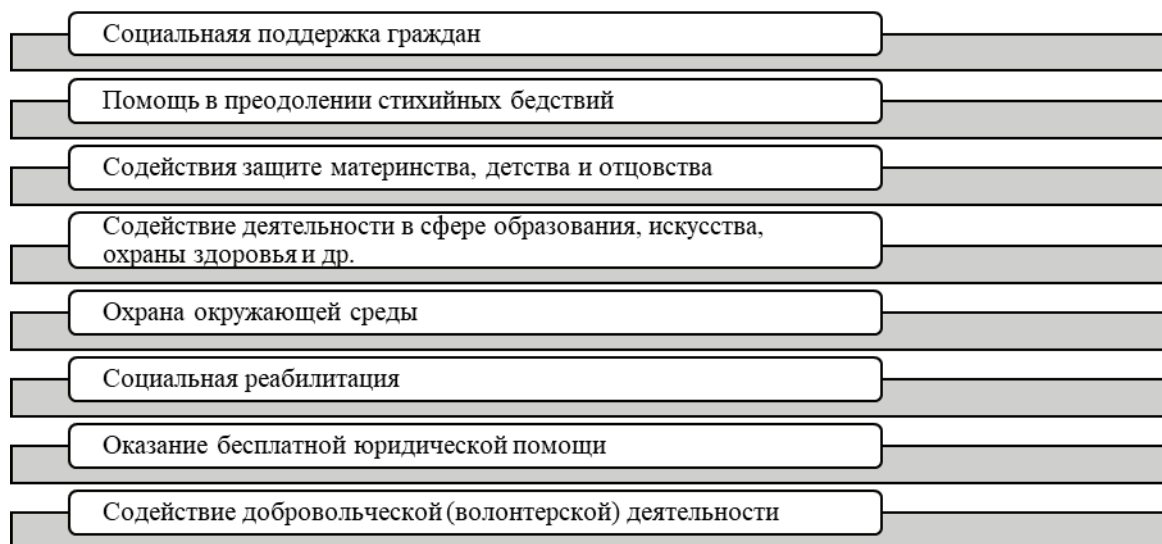 Социальнаяя поддержка граждан
Помощь в преодолении стихийных бедствий
Содействия защите материнства, детства и отцовства
Содействие деятельности в сфере образования, искусства,
охраны здоровья и др.
Охрана окружающей среды
Социальная реабилитация
Оказание бесплатной юридической помощи
Содействие добровольческой (волонтерской) деятельности